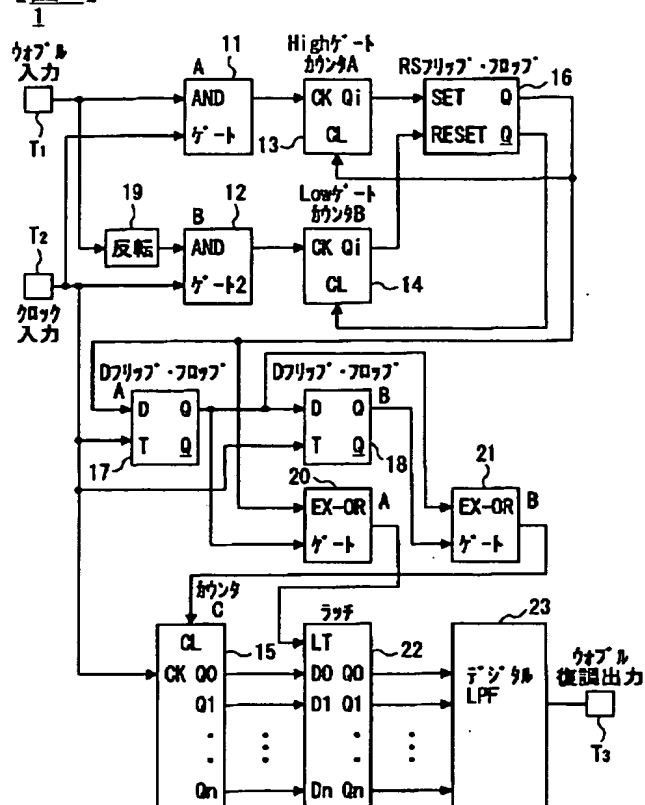 1
ウォブル
入力
T1
A
11
AND
ゲート
Highゲート
カウンタA
CK Qi
CL
13
RSフリップ・フロップ
16
SET Q
RESET Q
19
反転
B
12
AND
ゲート2
Lowゲート
カウンタB
CK Qi
CL
14
T2
クロック
入力
Dフリップ・フロップ
A
D Q
T Q
17
Dフリップ・フロップ
B
D Q
T Q
18
20
EX-OR
ゲート
A
21
EX-OR
ゲート
B
カウンタ
C
CL
CK Q0
Q1
Qn
15
ラッチ
LT
D0 Q0
D1 Q1
Dn Qn
22
23
デジタル
LPF
ウォブル
復調出力
T3